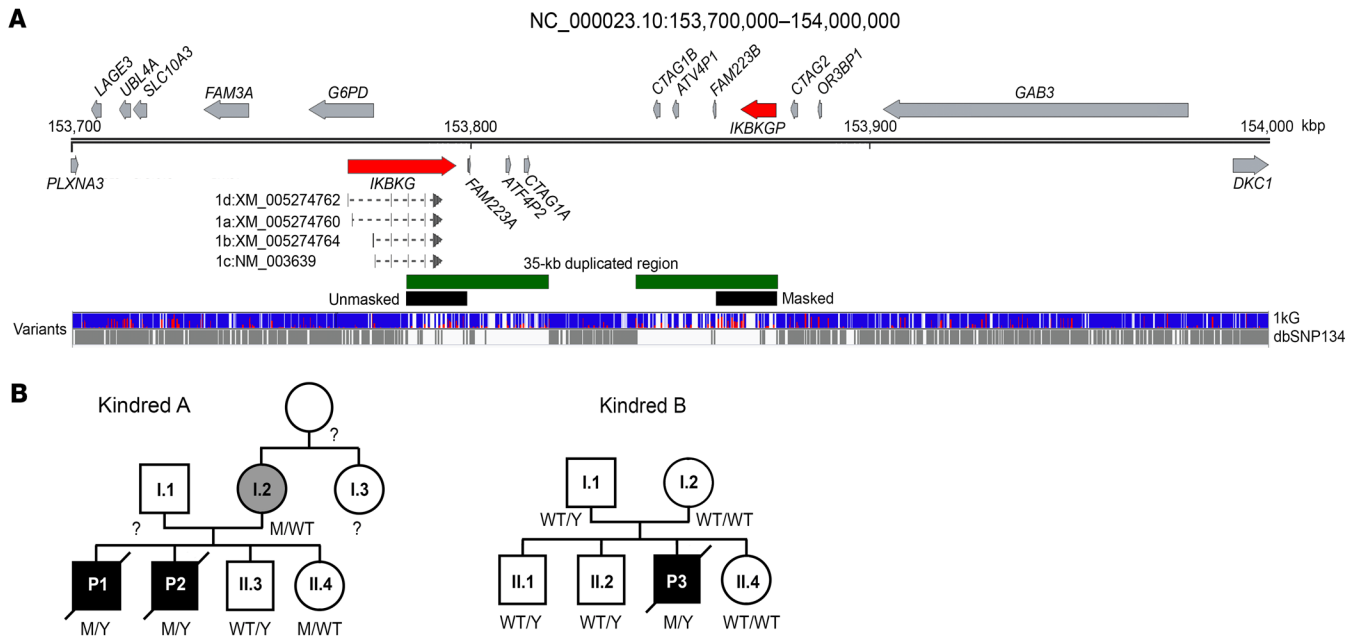 A
NC_000023.10:153,700,000–154,000,000
LAGE3
UBL4A
SLC10A3
FAM3A
G6PD
CTAG1B
ATV4P1
FAM223B
IKBKGP
CTAG2
OR3BP1
GAB3
153,700
153,800
153,900
154,000 kbp
PLXNA3
IKBKG
FAM223A
ATF4P2
CTAG1A
DKC1
1d:XM_005274762
1a:XM_005274760
1b:XM_005274764
1c:NM_003639
35-kb duplicated region
Unmasked
Masked
Variants
1kG
dbSNP134
B
Kindred A
?
I.1
I.2
I.3
?
M/WT
?
P1
P2
II.3
II.4
M/Y
M/Y
WT/Y
M/WT
Kindred B
I.1
I.2
WT/Y
WT/WT
II.1
II.2
P3
II.4
WT/Y
WT/Y
M/Y
WT/WT